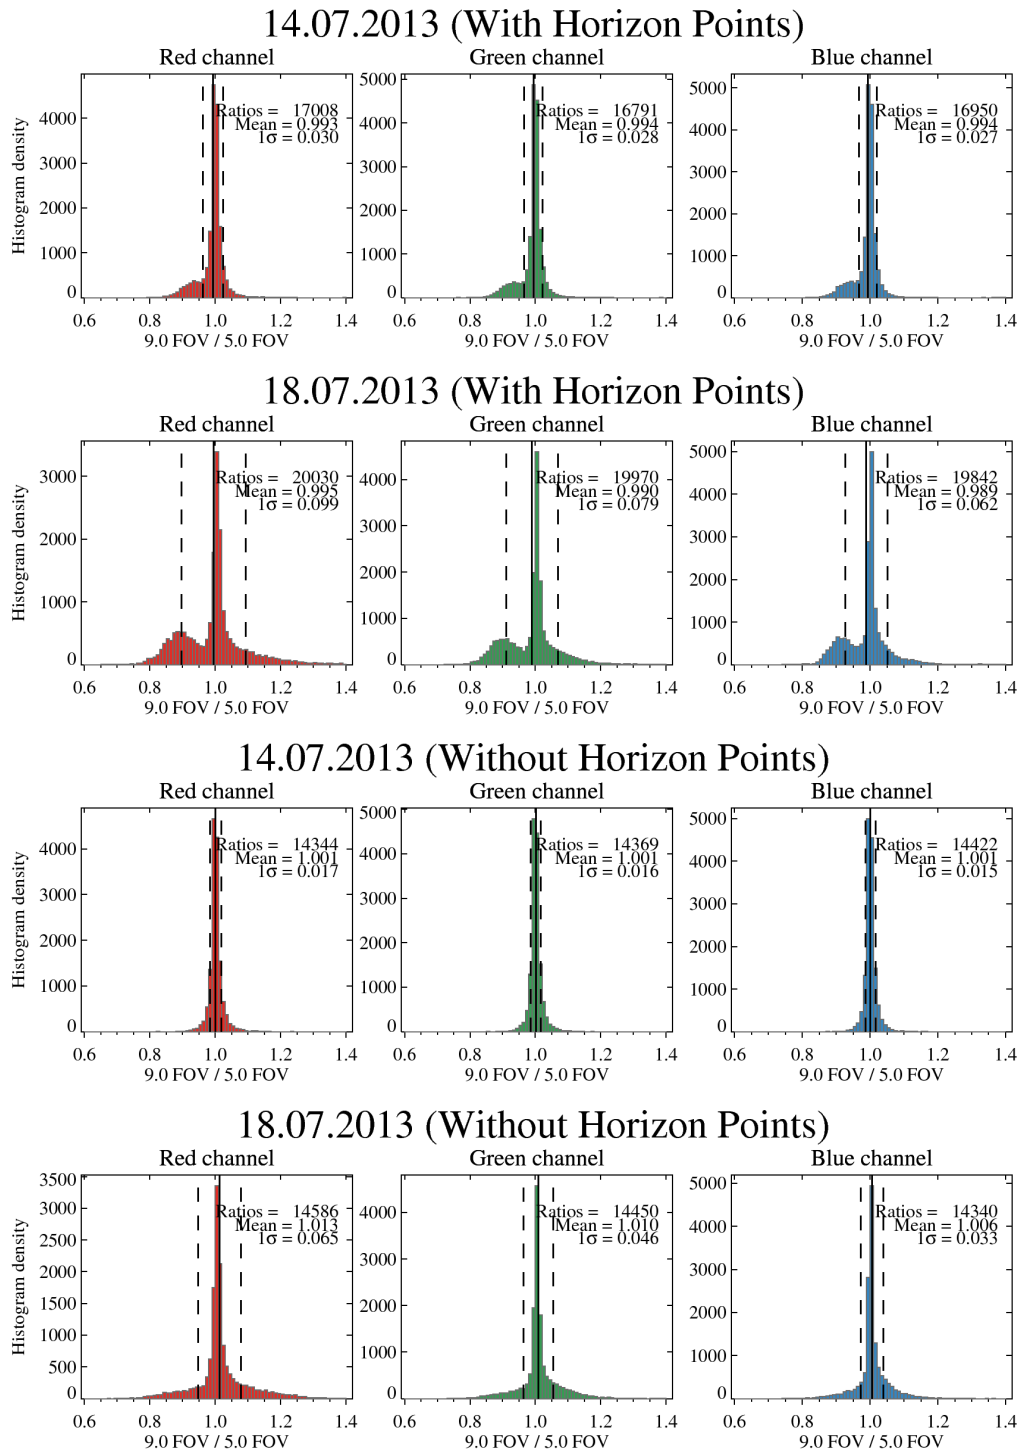 14.07.2013 (With Horizon Points)
Red channel
Green channel
Blue channel
Histogram density
4000
3000
2000
1000
0
Ratios = 17008
Mean = 0.993
1σ = 0.030
0.6 0.8 1.0 1.2 1.4
9.0 FOV / 5.0 FOV
5000
4000
3000
2000
1000
0
Ratios = 16791
Mean = 0.994
1σ = 0.028
0.6 0.8 1.0 1.2 1.4
9.0 FOV / 5.0 FOV
5000
4000
3000
2000
1000
0
Ratios = 16950
Mean = 0.994
1σ = 0.027
0.6 0.8 1.0 1.2 1.4
9.0 FOV / 5.0 FOV
18.07.2013 (With Horizon Points)
Red channel
Green channel
Blue channel
Histogram density
3000
2000
1000
0
Ratios = 20030
Mean = 0.995
1σ = 0.099
0.6 0.8 1.0 1.2 1.4
9.0 FOV / 5.0 FOV
4000
3000
2000
1000
0
Ratios = 19970
Mean = 0.990
1σ = 0.079
0.6 0.8 1.0 1.2 1.4
9.0 FOV / 5.0 FOV
5000
4000
3000
2000
1000
0
Ratios = 19842
Mean = 0.989
1σ = 0.062
0.6 0.8 1.0 1.2 1.4
9.0 FOV / 5.0 FOV
14.07.2013 (Without Horizon Points)
Red channel
Green channel
Blue channel
Histogram density
4000
3000
2000
1000
0
Ratios = 14344
Mean = 1.001
1σ = 0.017
0.6 0.8 1.0 1.2 1.4
9.0 FOV / 5.0 FOV
5000
4000
3000
2000
1000
0
Ratios = 14369
Mean = 1.001
1σ = 0.016
0.6 0.8 1.0 1.2 1.4
9.0 FOV / 5.0 FOV
5000
4000
3000
2000
1000
0
Ratios = 14422
Mean = 1.001
1σ = 0.015
0.6 0.8 1.0 1.2 1.4
9.0 FOV / 5.0 FOV
18.07.2013 (Without Horizon Points)
Red channel
Green channel
Blue channel
Histogram density
3500
3000
2500
2000
1500
1000
500
0
Ratios = 14586
Mean = 1.013
1σ = 0.065
0.6 0.8 1.0 1.2 1.4
9.0 FOV / 5.0 FOV
4000
3000
2000
1000
0
Ratios = 14450
Mean = 1.010
1σ = 0.046
0.6 0.8 1.0 1.2 1.4
9.0 FOV / 5.0 FOV
5000
4000
3000
2000
1000
0
Ratios = 14340
Mean = 1.006
1σ = 0.033
0.6 0.8 1.0 1.2 1.4
9.0 FOV / 5.0 FOV